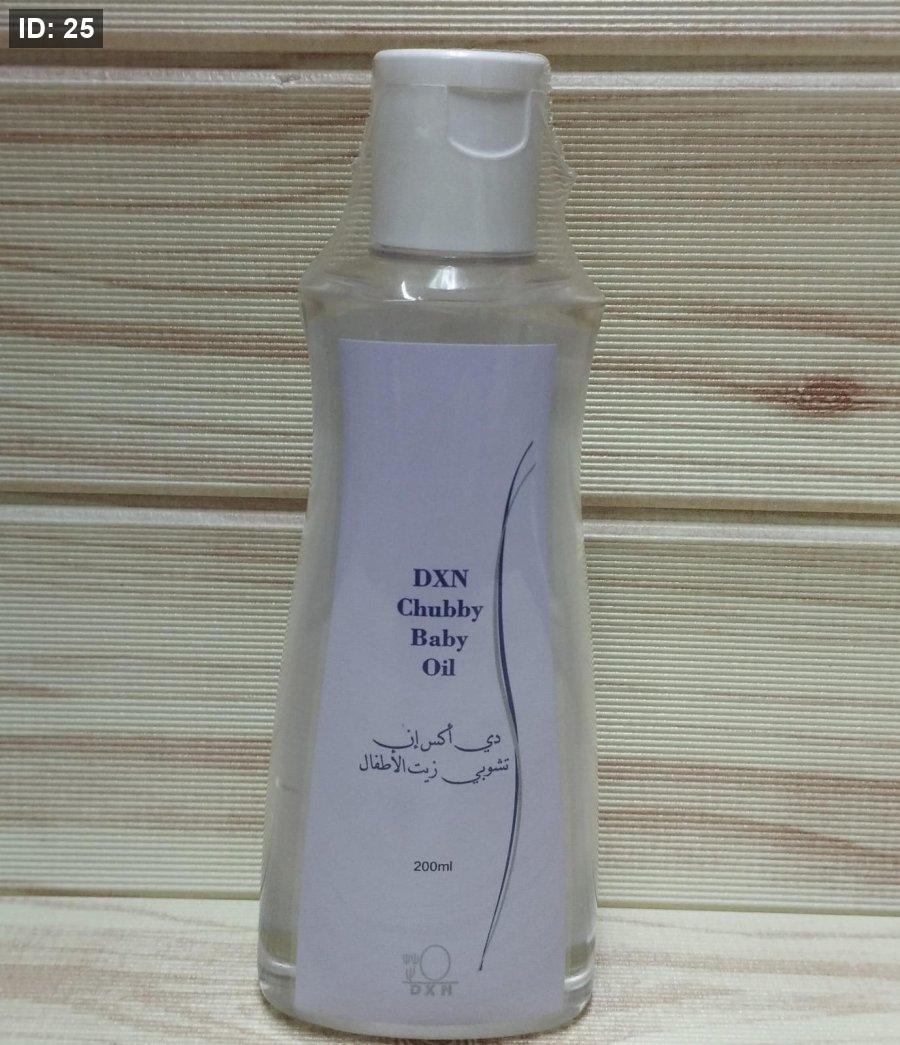 ID: 25
DXN
Chubby
Baby
Oil
دي أكس إن
تشوبي زيت الأطفال
200ml
DXN